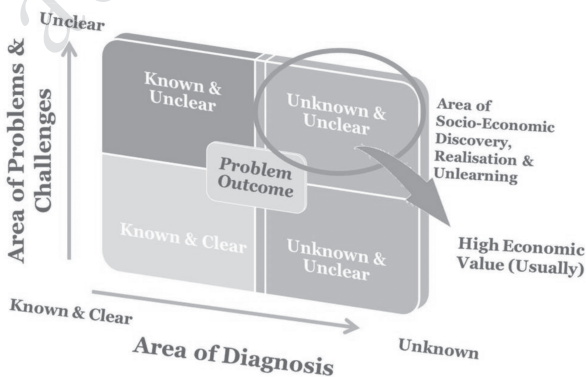 Unclear
Area of Problems &
Challenges
Known &
Unclear
Unknown &
Unclear
Area of
Socio-Economic
Discovery,
Realisation &
Unlearning
Problem
Outcome
Known & Clear
Unknown &
Unclear
High Economic
Value (Usually)
Known & Clear
Area of Diagnosis
Unknown